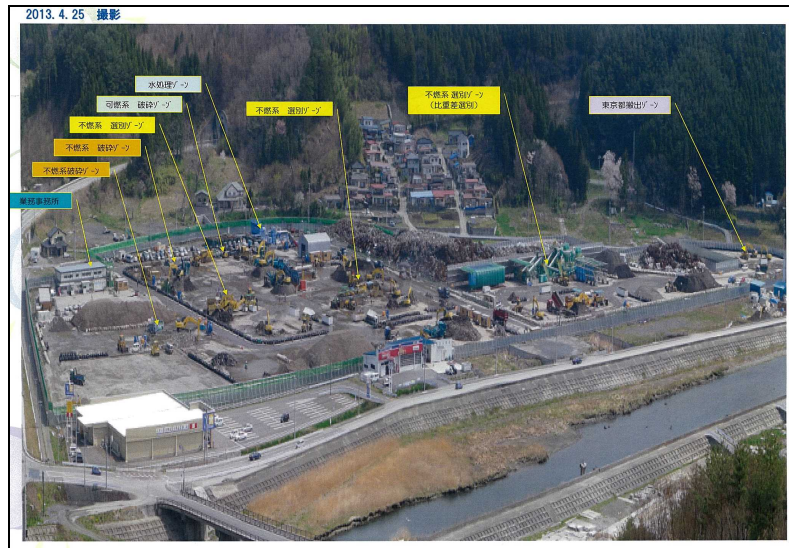 2013.4.25 撮影
水処理ゾーン
可燃系 破砕ゾーン
不燃系 選別ゾーン
不燃系 破砕ゾーン
不燃系破砕ゾーン
業務事務所
不燃系 選別ゾーン
不燃系 選別ゾーン
(比重差選別)
東京都搬出ゾーン